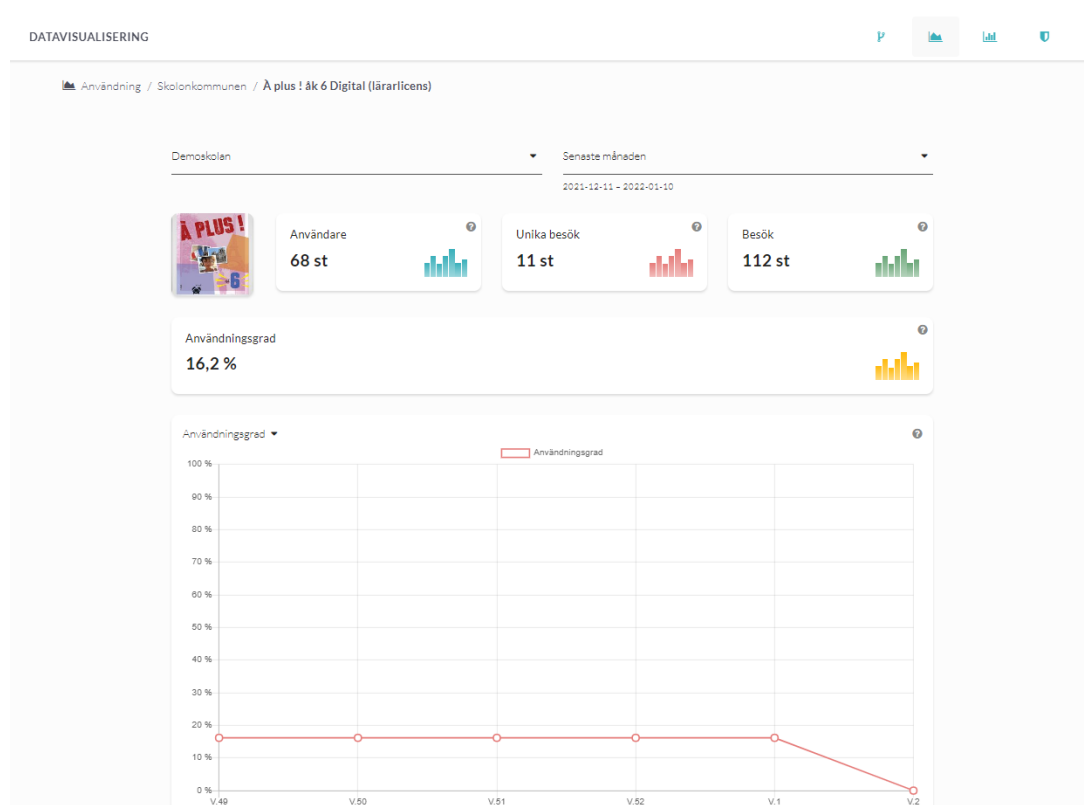 DATAVISUALISERING
Användning / Skolonkommunen / À plus ! åk 6 Digital (lärarlicens)
Demoskolan
Senaste månaden
2021-12-11 – 2022-01-10
À PLUS !
6
Användare
68 st
Unika besök
11 st
Besök
112 st
Användningsgrad
16,2 %
Användningsgrad
Användningsgrad
100 %
90 %
80 %
70 %
60 %
50 %
40 %
30 %
20 %
10 %
0 %
V.49 V.50 V.51 V.52 V.1 V.2